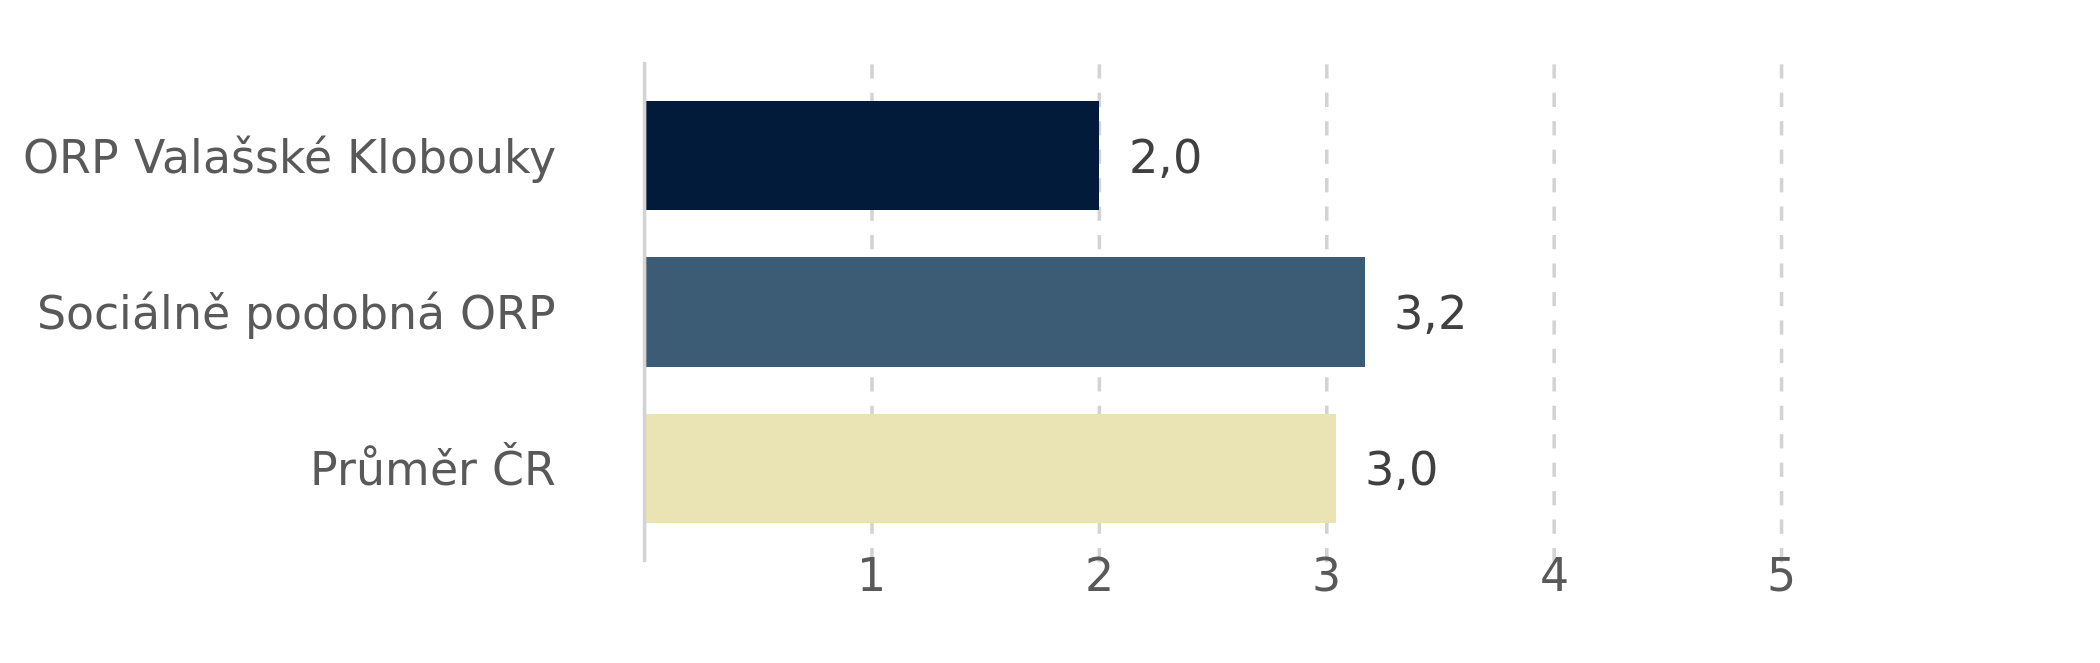 ORP Valašské Klobouky 2,0
Sociálně podobná ORP 3,2
Průměr ČR 3,0
1 2 3 4 5